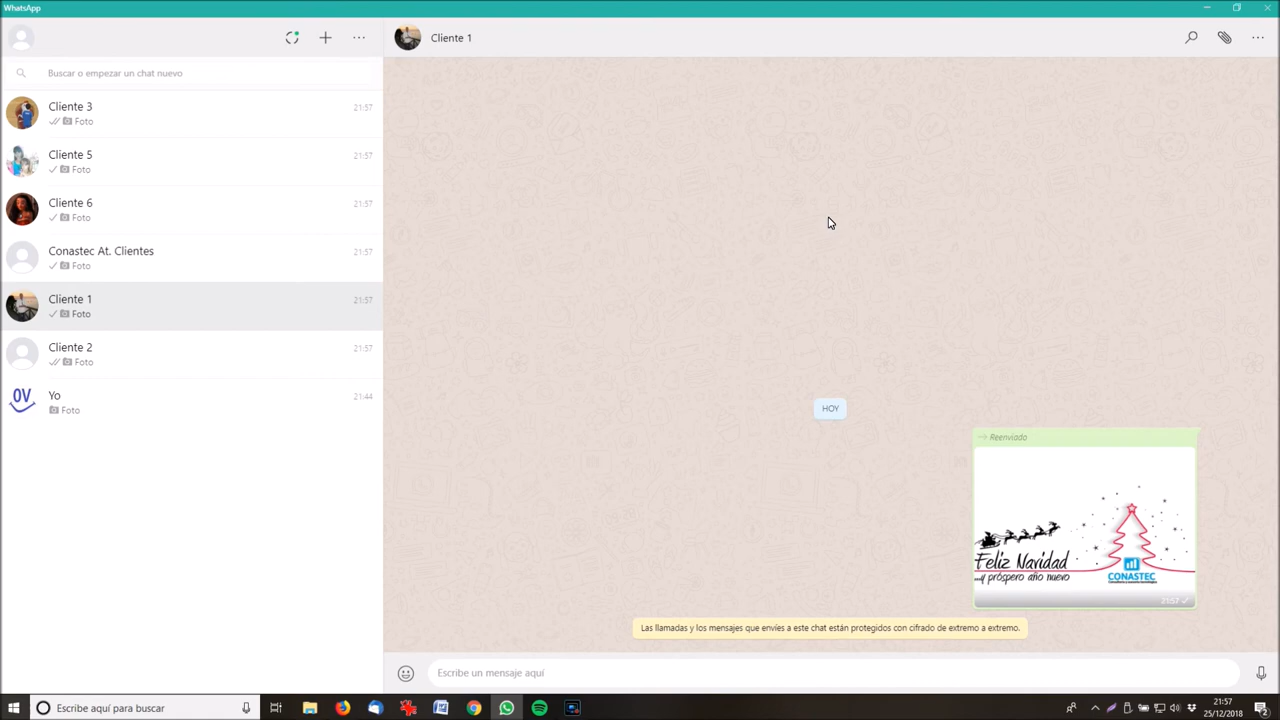 WhatsApp
Cliente 1
Buscar o empezar un chat nuevo
Cliente 3
21:57
Foto
Cliente 5
21:57
Foto
Cliente 6
21:57
Foto
Conastec At. Clientes
21:57
Foto
Cliente 1
21:57
Foto
Cliente 2
21:57
Foto
OV
Yo
21:44
Foto
HOY
Reenviado
Feliz Navidad
...y próspero año nuevo
CONASTEC
21:57
Las llamadas y los mensajes que envíes a este chat están protegidos con cifrado de extremo a extremo.
Escribe un mensaje aquí
Escribe aquí para buscar
21:57
25/12/2018
2